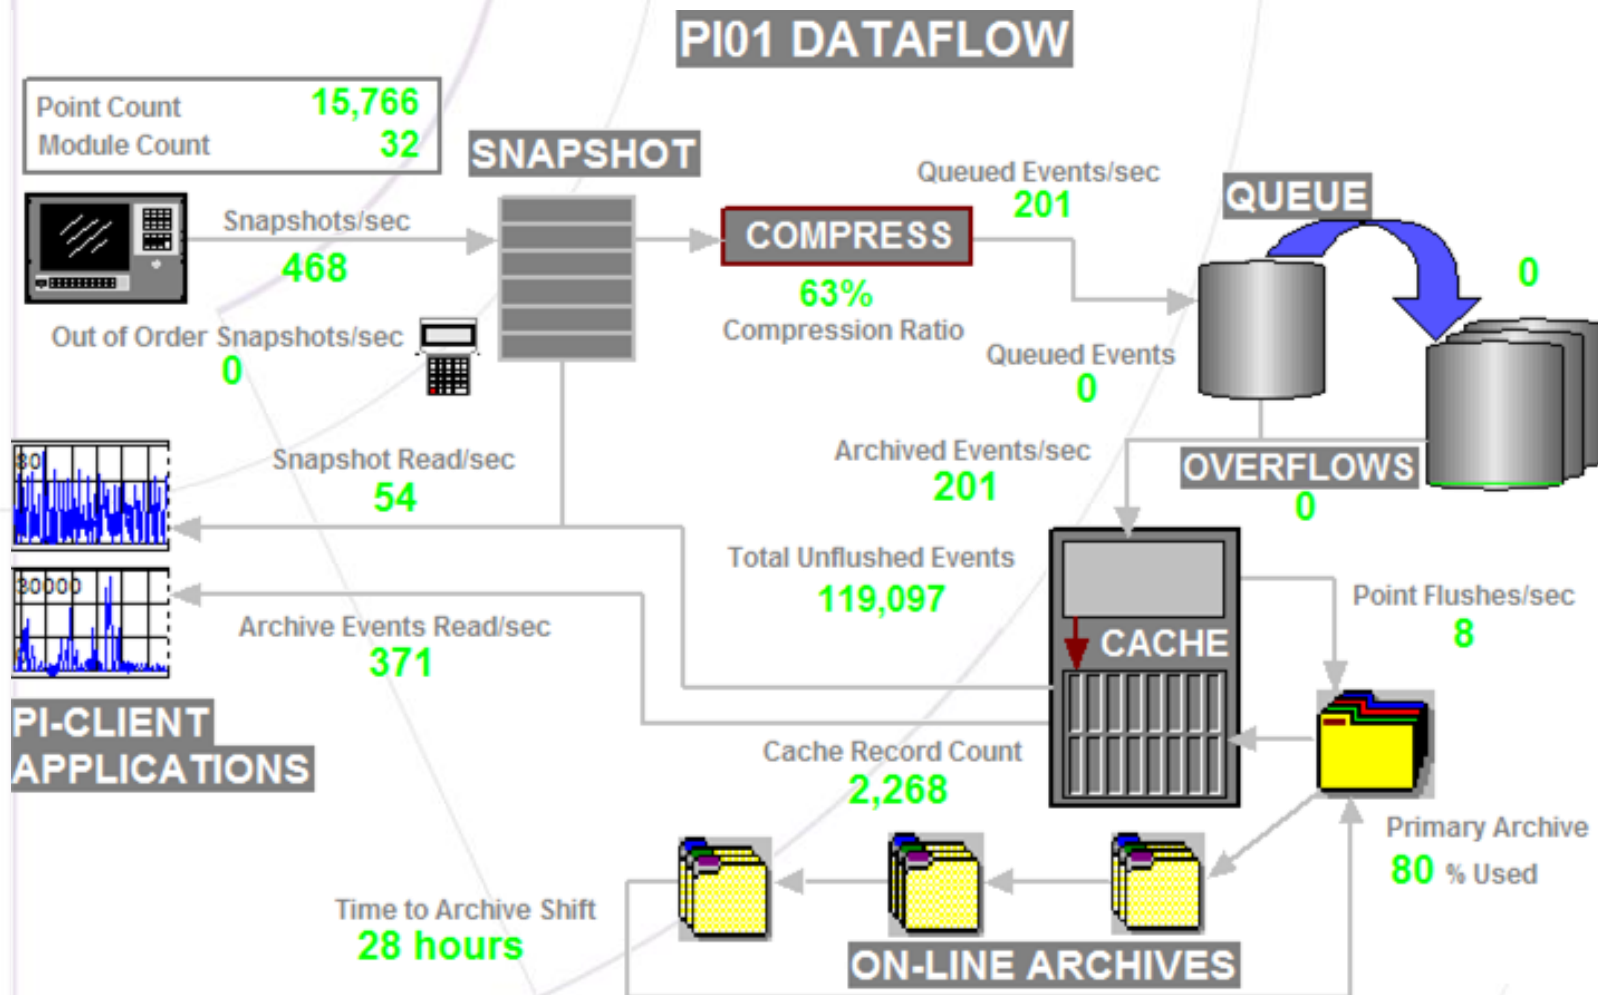 PI01 DATAFLOW
Point Count 15,766
Module Count 32
SNAPSHOT
Queued Events/sec
201
QUEUE
Snapshots/sec
468
COMPRESS
63%
Compression Ratio
0
Out of Order Snapshots/sec
0
Queued Events
0
Snapshot Read/sec
54
80
Archived Events/sec
201
OVERFLOWS
0
Total Unflushed Events
119,097
30000
Archive Events Read/sec
371
CACHE
Point Flushes/sec
8
PI-CLIENT
APPLICATIONS
Cache Record Count
2,268
Primary Archive
80 % Used
Time to Archive Shift
28 hours
ON-LINE ARCHIVES